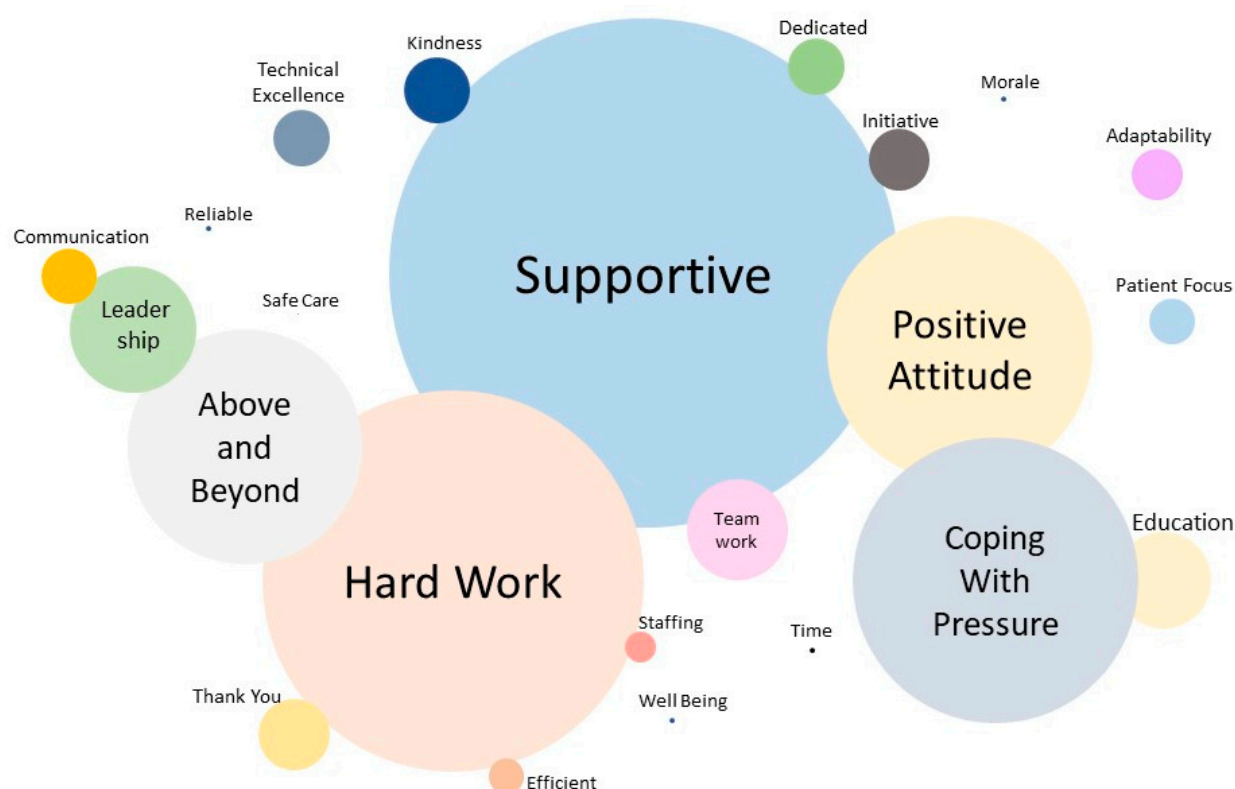 Kindness
Dedicated
Technical
Excellence
Morale
Initiative
Adaptability
Reliable
Communication
Supportive
Patient Focus
Safe Care
Leader
ship
Positive
Attitude
Above
and
Beyond
Team
work
Education
Coping
With
Pressure
Hard Work
Staffing
Time
Thank You
Well Being
Efficient